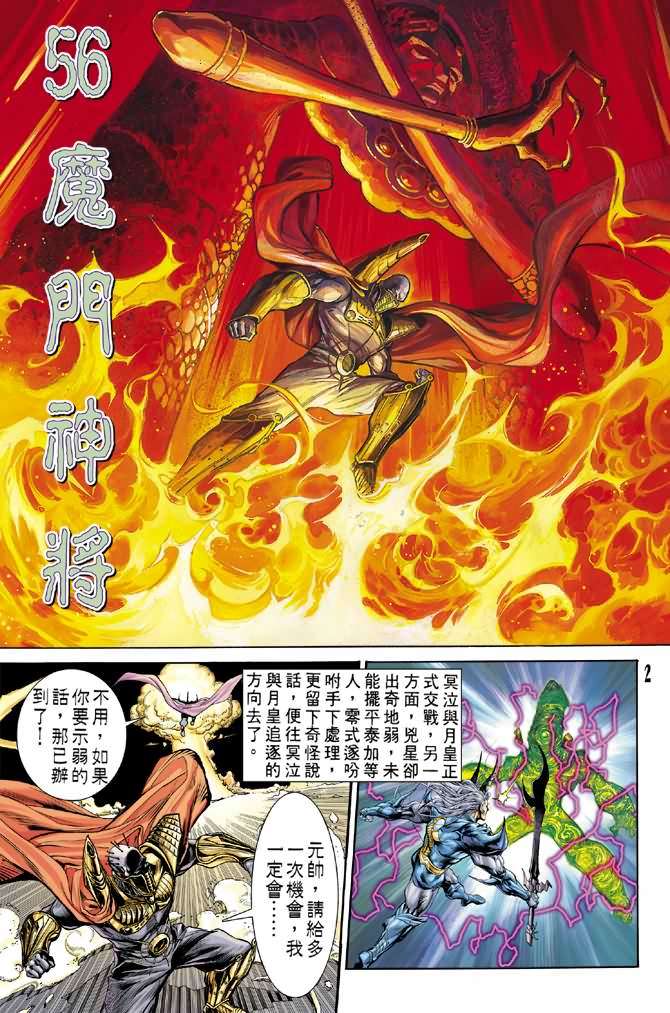 56
魔門神將
2
冥泣與月皇正
式交戰，另一
方面，兇星卻
出奇地弱，未
能擺平泰加等
人，零式遂吩
咐手下處理，
更留下奇怪說
話，便往冥泣
與月皇追逐的
方向去了。
元帥，請給多
一次機會，我
一定會……
不用，如果
你要示弱的
話，那已辦
到了！